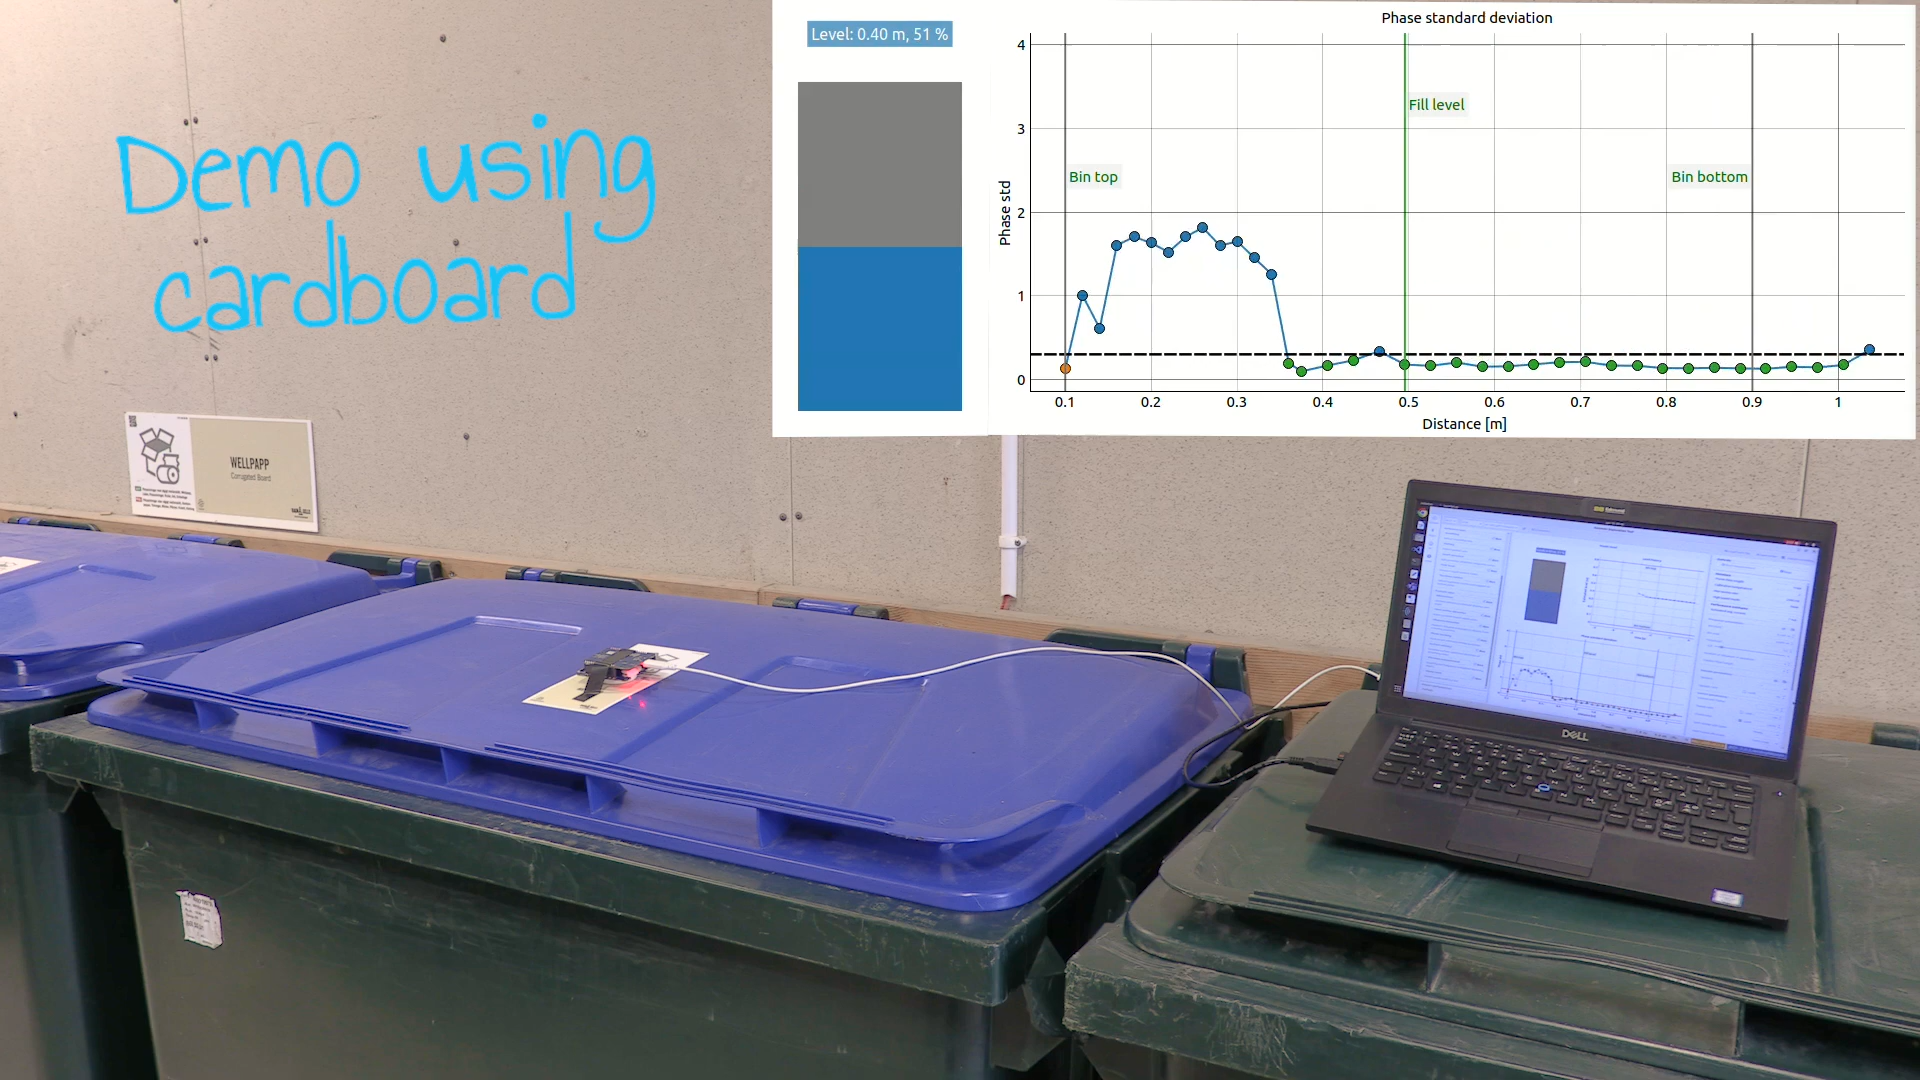 Demo using
cardboard
Level: 0.40 m, 51 %
Phase standard deviation
Phase std
4
3
2
1
0
Bin top
Fill level
Bin bottom
0.1 0.2 0.3 0.4 0.5 0.6 0.7 0.8 0.9 1
Distance [m]
WELLPAPP
Corrugated Board
DELL